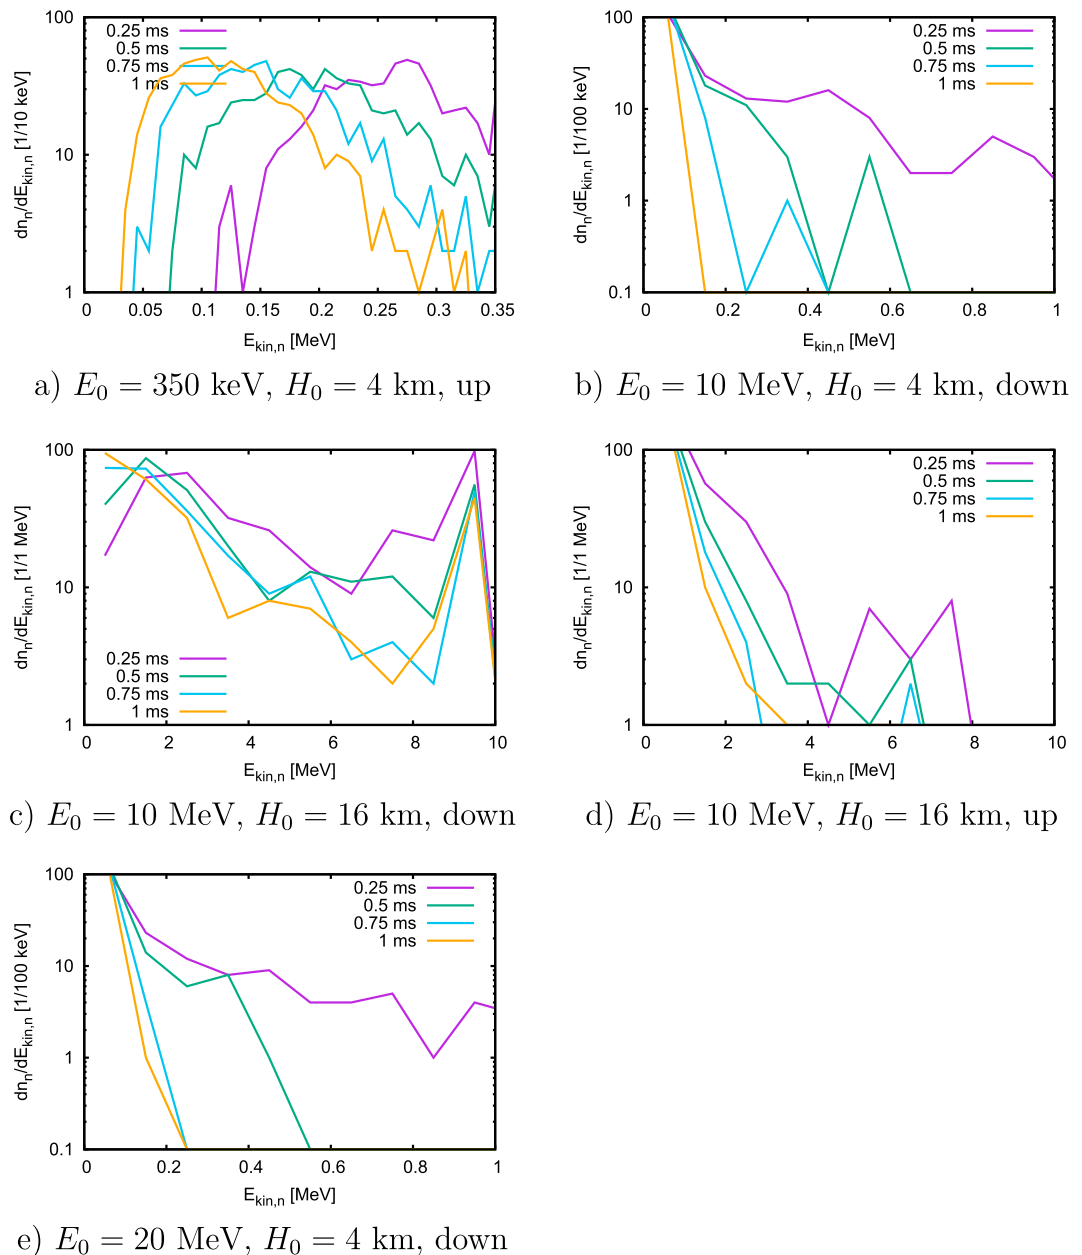 100
10
1
0 0.05 0.1 0.15 0.2 0.25 0.3 0.35
dn_n/dE_kin,n [1/10 keV]
E_kin,n [MeV]
0.25 ms
0.5 ms
0.75 ms
1 ms
a) E_0 = 350 keV, H_0 = 4 km, up
100
10
1
0.1
0 0.2 0.4 0.6 0.8 1
dn_n/dE_kin,n [1/100 keV]
E_kin,n [MeV]
0.25 ms
0.5 ms
0.75 ms
1 ms
b) E_0 = 10 MeV, H_0 = 4 km, down
100
10
1
0 2 4 6 8 10
dn_n/dE_kin,n [1/1 MeV]
E_kin,n [MeV]
0.25 ms
0.5 ms
0.75 ms
1 ms
c) E_0 = 10 MeV, H_0 = 16 km, down
100
10
1
0 2 4 6 8 10
dn_n/dE_kin,n [1/1 MeV]
E_kin,n [MeV]
0.25 ms
0.5 ms
0.75 ms
1 ms
d) E_0 = 10 MeV, H_0 = 16 km, up
100
10
1
0.1
0 0.2 0.4 0.6 0.8 1
dn_n/dE_kin,n [1/100 keV]
E_kin,n [MeV]
0.25 ms
0.5 ms
0.75 ms
1 ms
e) E_0 = 20 MeV, H_0 = 4 km, down